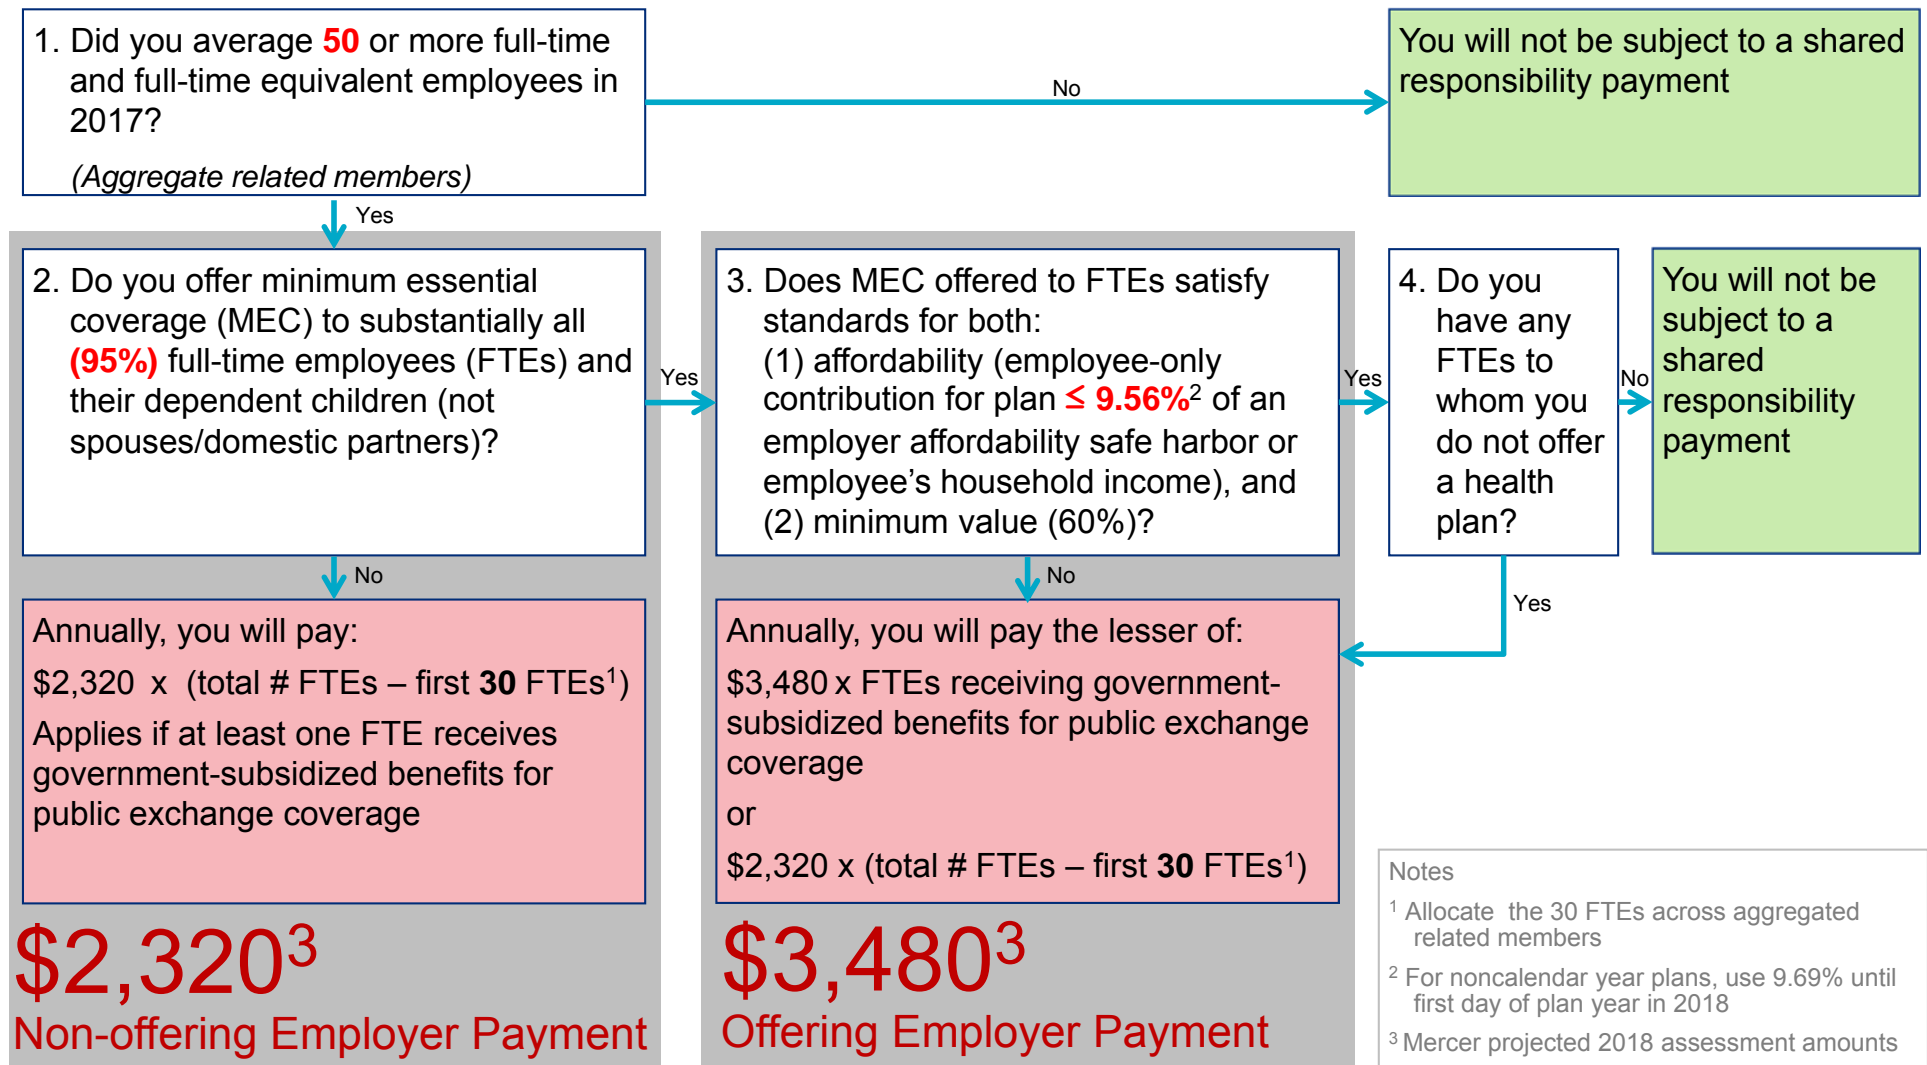 1. Did you average 50 or more full-time
and full-time equivalent employees in
2017?
(Aggregate related members)
No
You will not be subject to a shared
responsibility payment
Yes
2. Do you offer minimum essential
coverage (MEC) to substantially all
(95%) full-time employees (FTEs) and
their dependent children (not
spouses/domestic partners)?
Yes
3. Does MEC offered to FTEs satisfy
standards for both:
(1) affordability (employee-only
contribution for plan ≤ 9.56%² of an
employer affordability safe harbor or
employee’s household income), and
(2) minimum value (60%)?
Yes
4. Do you
have any
FTEs to
whom you
do not offer
a health
plan?
No
You will not be
subject to a
shared
responsibility
payment
No
No
Yes
Annually, you will pay:
$2,320 x (total # FTEs – first 30 FTEs¹)
Applies if at least one FTE receives
government-subsidized benefits for
public exchange coverage
$2,320³
Non-offering Employer Payment
Annually, you will pay the lesser of:
$3,480 x FTEs receiving government-
subsidized benefits for public exchange
coverage
or
$2,320 x (total # FTEs – first 30 FTEs¹)
$3,480³
Offering Employer Payment
Notes
¹ Allocate the 30 FTEs across aggregated
related members
² For noncalendar year plans, use 9.69% until
first day of plan year in 2018
³ Mercer projected 2018 assessment amounts